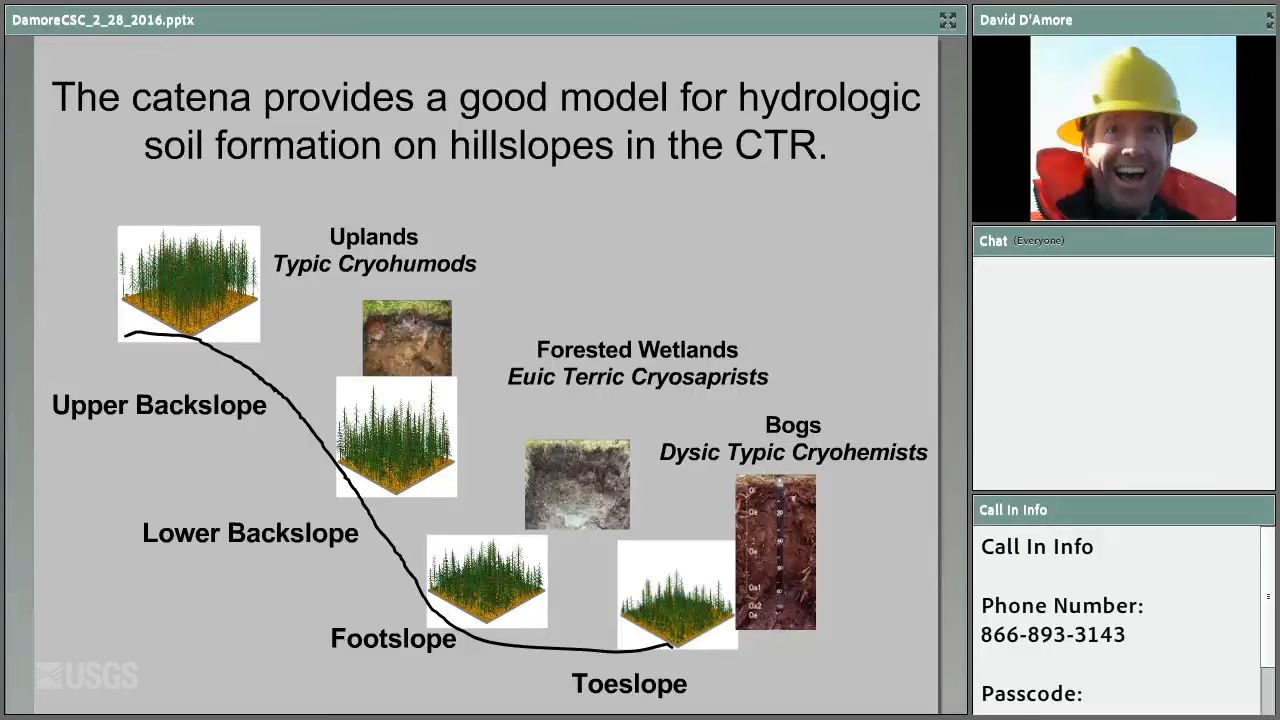 DamoreCSC_2_28_2016.pptx
The catena provides a good model for hydrologic
soil formation on hillslopes in the CTR.
Uplands
Typic Cryohumods
Forested Wetlands
Euic Terric Cryosaprists
Upper Backslope
Bogs
Dysic Typic Cryohemists
Lower Backslope
Footslope
Toeslope
USGS
David D'Amore
Chat (Everyone)
Call In Info
Call In Info
Phone Number:
866-893-3143
Passcode: